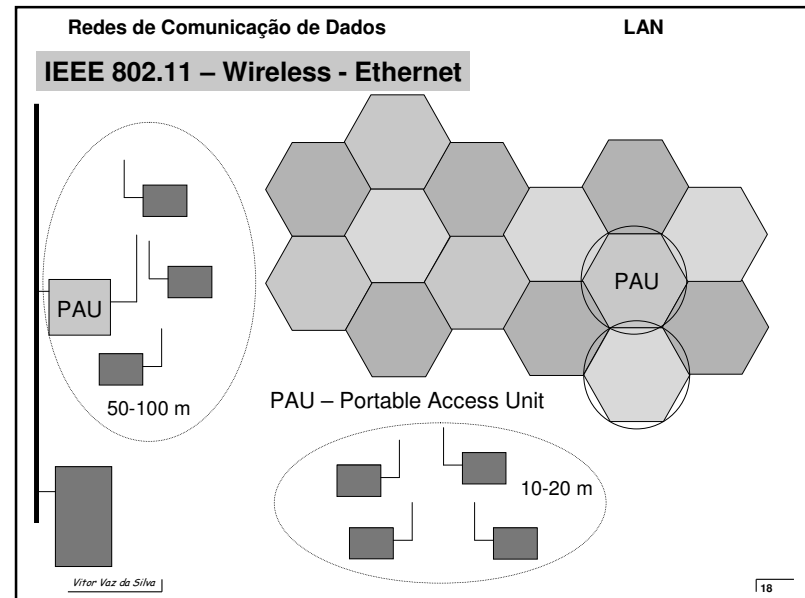 Redes de Comunicação de Dados LAN
IEEE 802.11 – Wireless - Ethernet
PAU
PAU
50-100 m
PAU – Portable Access Unit
10-20 m
Vitor Vaz da Silva
18